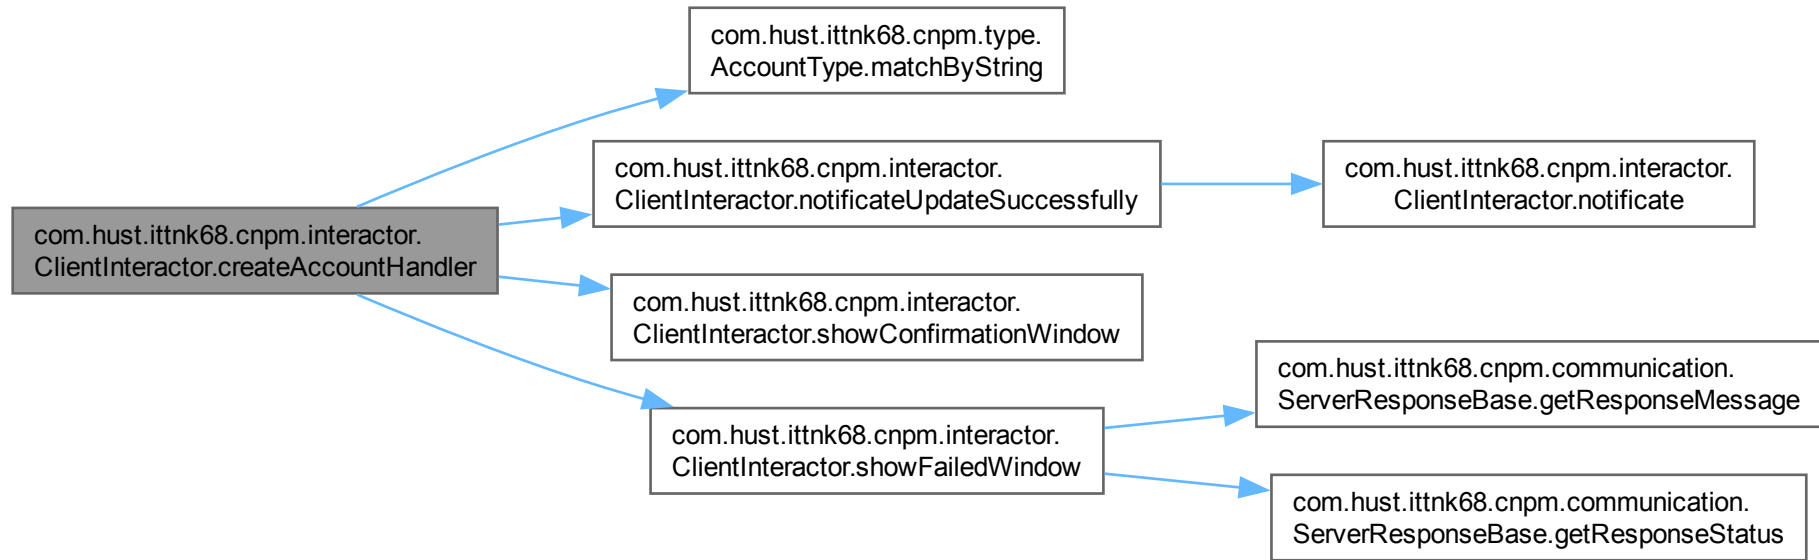 com.hust.ittnk68.cnpm.type.
AccountType.matchByString
com.hust.ittnk68.cnpm.interactor.
ClientInteractor.notificateUpdateSuccessfully
com.hust.ittnk68.cnpm.interactor.
ClientInteractor.notificate
com.hust.ittnk68.cnpm.interactor.
ClientInteractor.createAccountHandler
com.hust.ittnk68.cnpm.interactor.
ClientInteractor.showConfirmationWindow
com.hust.ittnk68.cnpm.communication.
ServerResponseBase.getResponseMessage
com.hust.ittnk68.cnpm.interactor.
ClientInteractor.showFailedWindow
com.hust.ittnk68.cnpm.communication.
ServerResponseBase.getResponseStatus